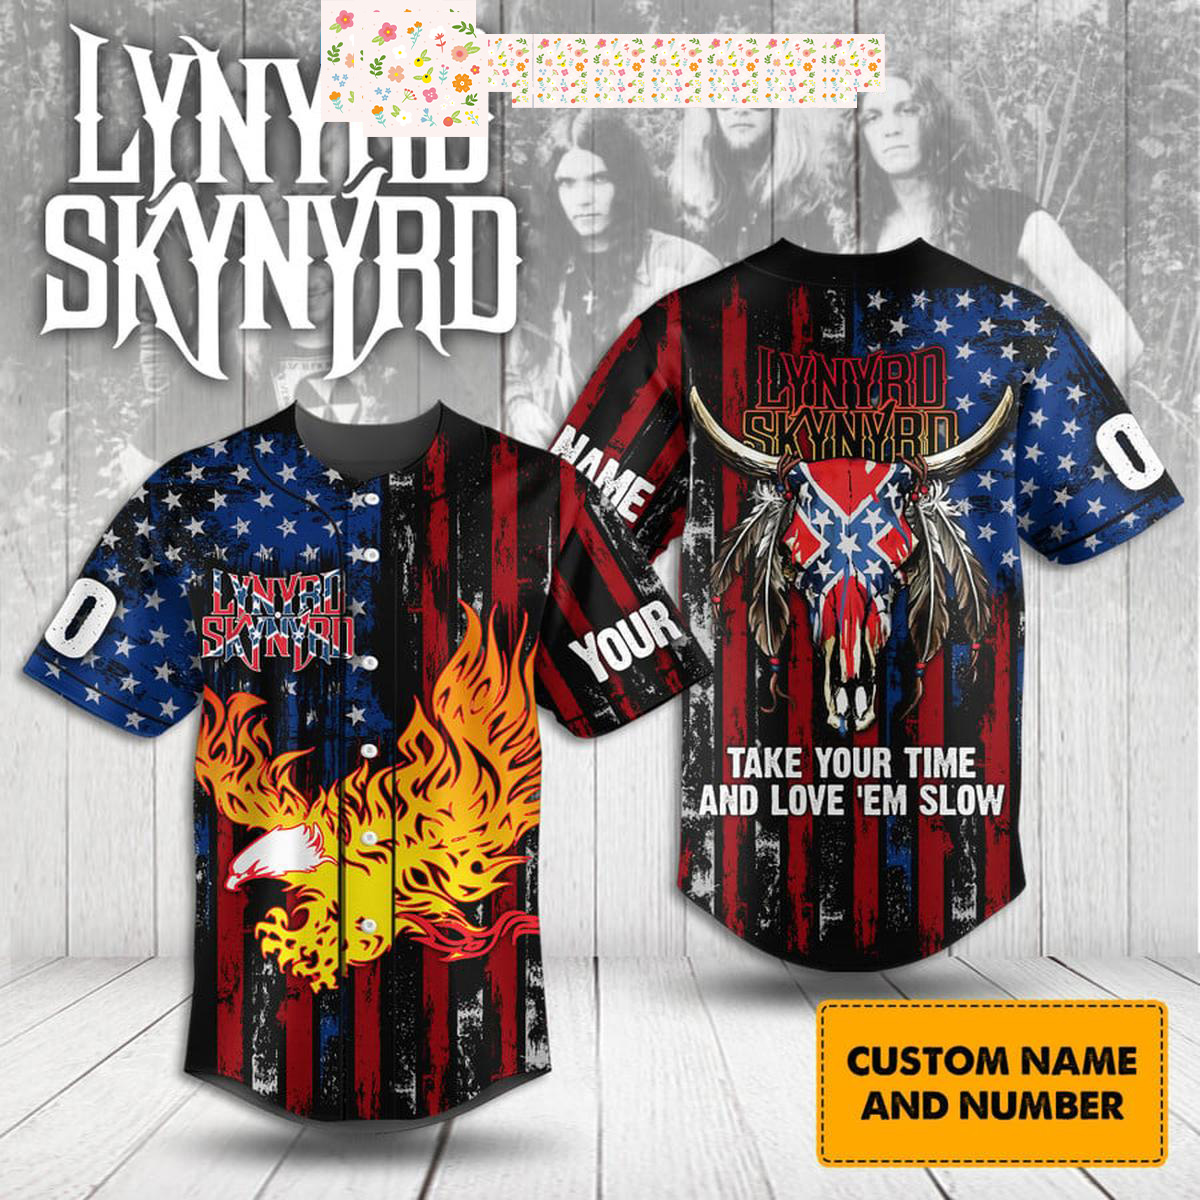 LYNYRD
SKYNYRD
LYNYRD
SKYNYRD
0
NAME
0
LYNYRD
SKYNYRD
YOUR
TAKE YOUR TIME
AND LOVE 'EM SLOW
CUSTOM NAME
AND NUMBER